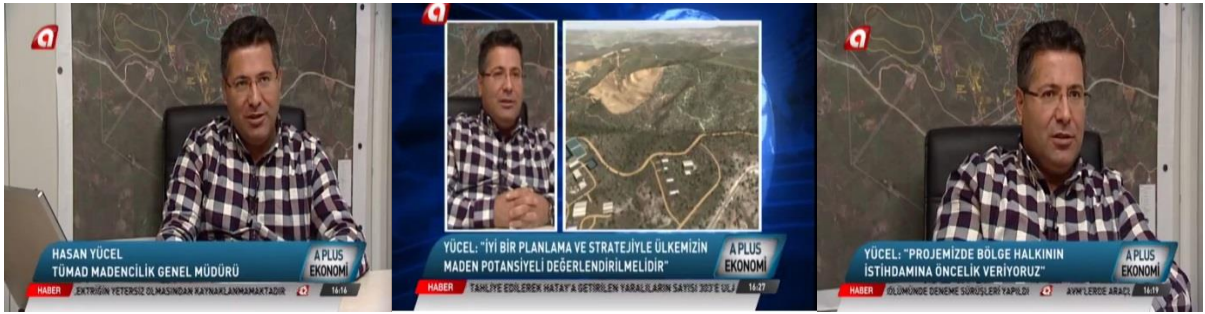 a
HASAN YÜCEL
TÜMAD MADENCİLİK GENEL MÜDÜRÜ
A PLUS
EKONOMİ
HABER
EKTRİĞİN YETERSİZ OLMASINDAN KAYNAKLANMAMAKTADIR
16:16
a
YÜCEL: "İYİ BİR PLANLAMA VE STRATEJİYLE ÜLKEMİZİN
MADEN POTANSİYELİ DEĞERLENDİRİLMELİDİR"
A PLUS
EKONOMİ
HABER
TAHLİYE EDİLEREK HATAY'A GETİRİLEN YARALILARIN SAYISI 303'E
16:27
a
YÜCEL: "PROJEMİZDE BÖLGE HALKININ
İSTİHDAMINA ÖNCELİK VERİYORUZ"
A PLUS
EKONOMİ
HABER
BÖLÜMÜNDE DENEME SÜRÜŞLERİ YAPILDI
AVM'LERDE ARAÇ
16:19